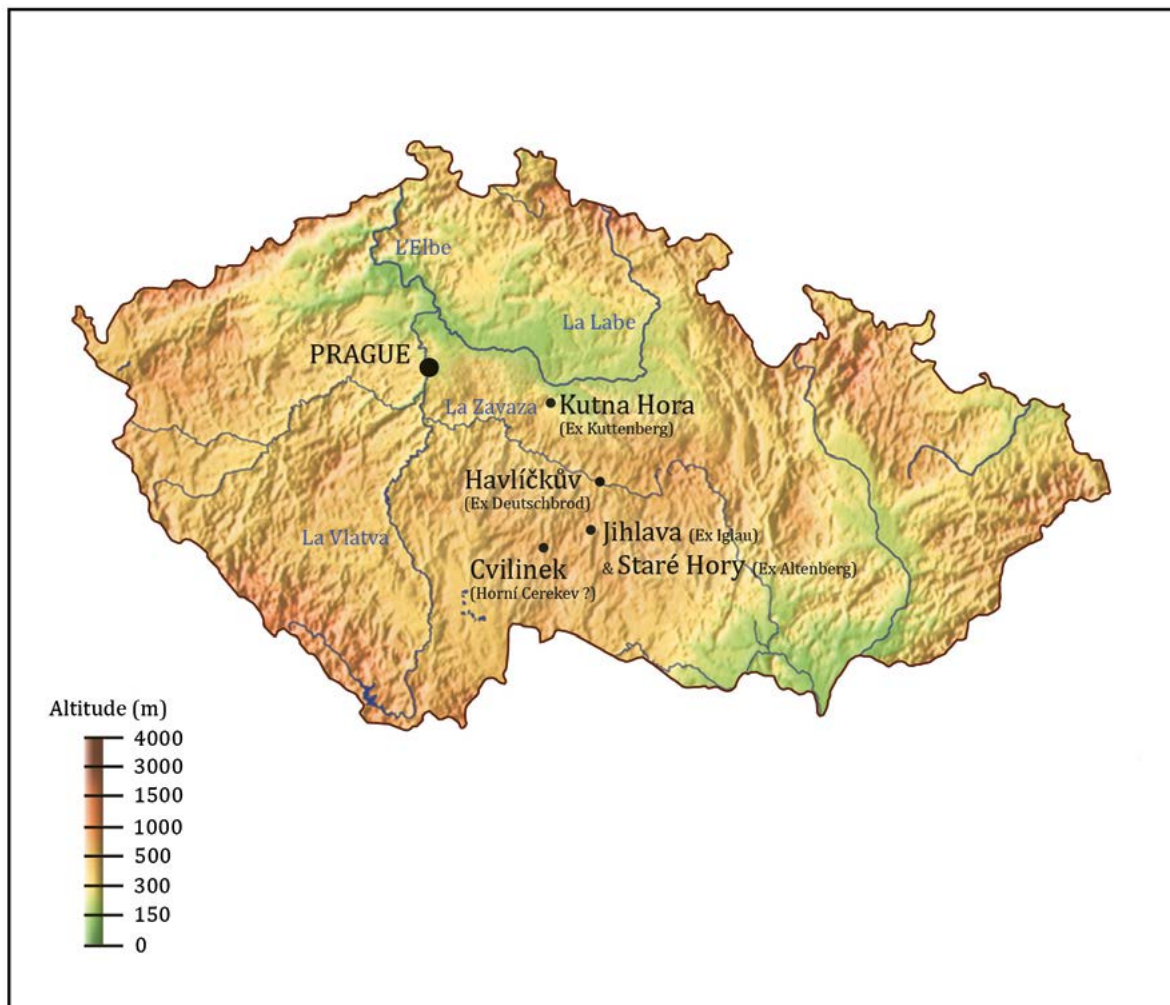 L'Elbe
La Labe
PRAGUE
La Zavaza
Kutna Hora
(Ex Kuttenberg)
Havlíčkův
(Ex Deutschbrod)
La Vlatva
Jihlava (Ex Iglau)
& Staré Hory (Ex Altenberg)
Cvilinek
(Horní Cerekev ?)
Altitude (m)
4000
3000
1500
1000
500
300
150
0